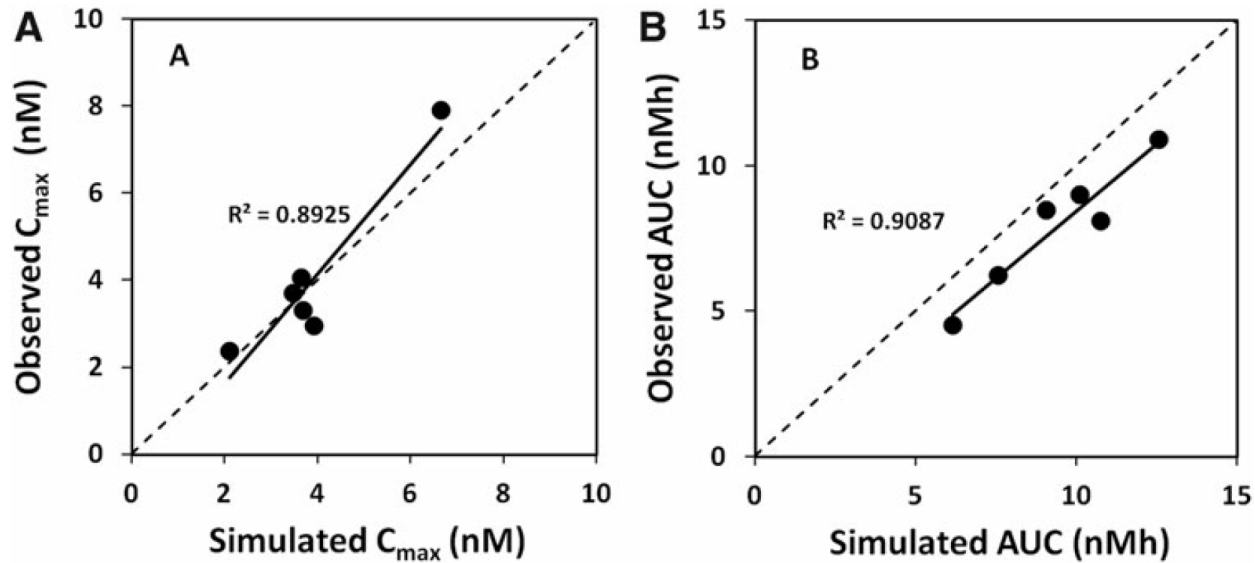 A
A
Observed Cmax (nM)
10
8
6
4
2
0
R² = 0.8925
0 2 4 6 8 10
Simulated Cmax (nM)
B
B
Observed AUC (nMh)
15
10
5
0
R² = 0.9087
0 5 10 15
Simulated AUC (nMh)